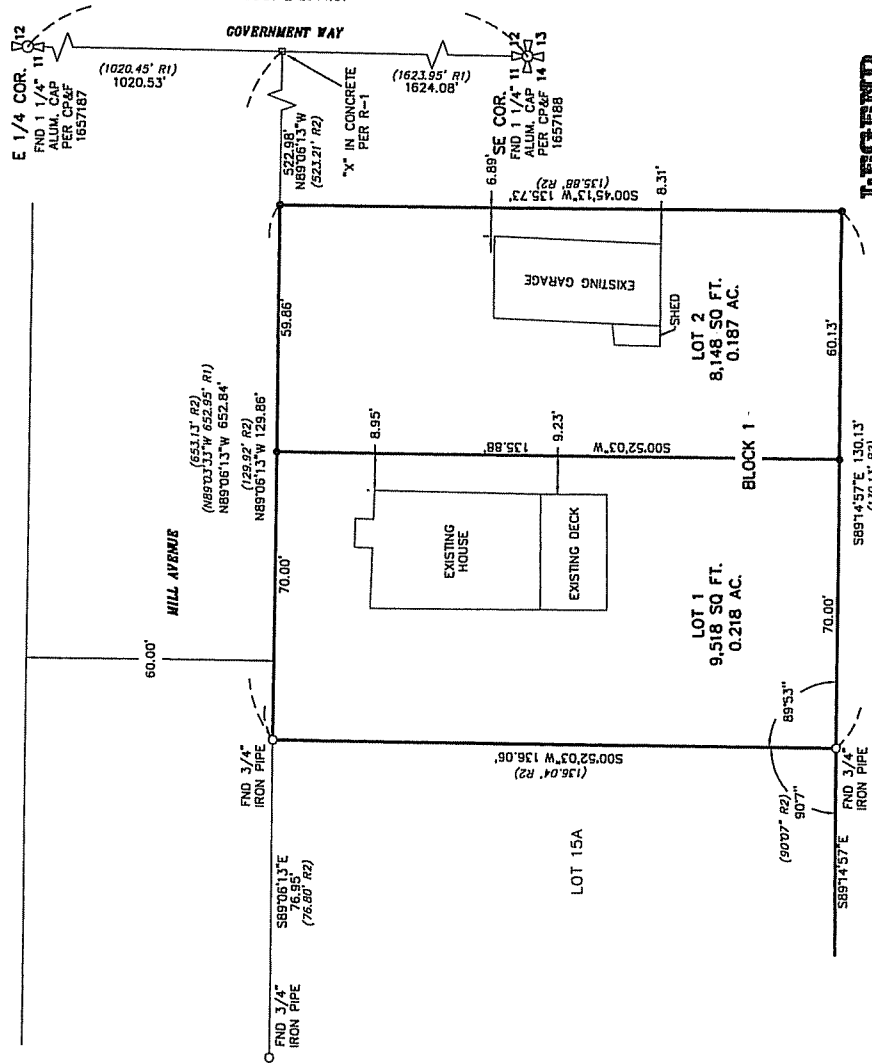 GOVERNMENT WAY
E 1/4 COR.
FND 1 1/4"
ALUM. CAP
PER CP&F
1657187
12
11
(1020.45' R1)
1020.53'
(1623.95' R1)
1624.08'
11 12
14 13
SE COR.
FND 1 1/4"
ALUM. CAP
PER CP&F
1657188
522.98'
N89°06'13"W
(523.21' R2)
"X" IN CONCRETE
PER R-1
6.89'
S00°45'13"W 135.73'
(135.88' R2)
8.31'
LEGEND
59.86'
EXISTING GARAGE
SHED
LOT 2
8,148 SQ FT.
0.187 AC.
60.13'
(653.13' R2)
(N89°03'33"W 652.95' R1)
N89°06'13"W 652.84'
(129.92' R2)
N89°06'13"W 129.86'
MILL AVENUE
60.00'
8.95'
135.88'
9.23'
S00°52'03"W
BLOCK 1
S89°14'57"E 130.13'
70.00'
EXISTING
HOUSE
EXISTING DECK
LOT 1
9,518 SQ FT.
0.218 AC.
70.00'
FND 3/4"
IRON PIPE
S00°52'03"W 136.06'
(136.04' R2)
89°53"
(90°07" R2)
90°7"
FND 3/4"
IRON PIPE
S89°06'13"E
76.95'
(76.80' R2)
LOT 15A
S89°14'57"E
FND 3/4"
IRON PIPE